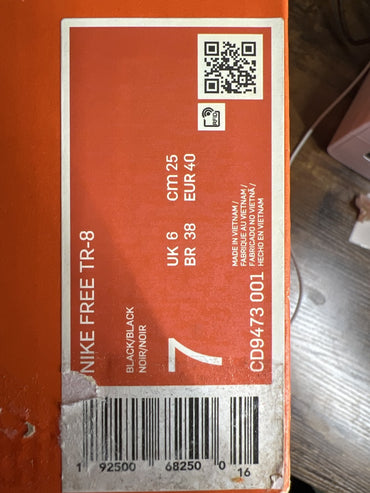 NIKE FREE TR-8
BLACK/BLACK
NOIR/NOIR
7
UK 6
cm 25
BR 38
EUR 40
MADE IN VIETNAM /
FABRIQUE AU VIETNAM /
FABRICADO NO VIETNÃ /
HECHO EN VIETNAM
CD9473 001
1 92500 68250 0
16